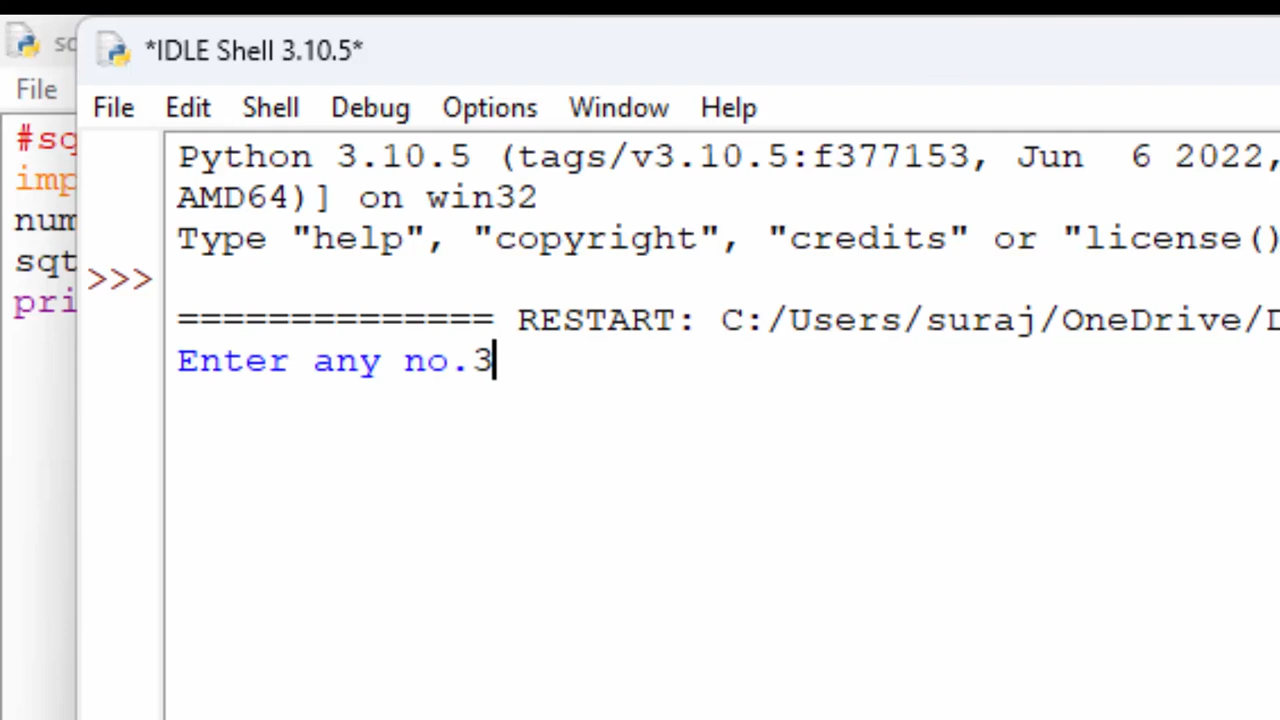 sq
*IDLE Shell 3.10.5*
File
File Edit Shell Debug Options Window Help
#sq
imp
num
sqt
pri
Python 3.10.5 (tags/v3.10.5:f377153, Jun  6 2022,
AMD64)] on win32
Type "help", "copyright", "credits" or "license()
>>>
============== RESTART: C:/Users/suraj/OneDrive/D
Enter any no.3